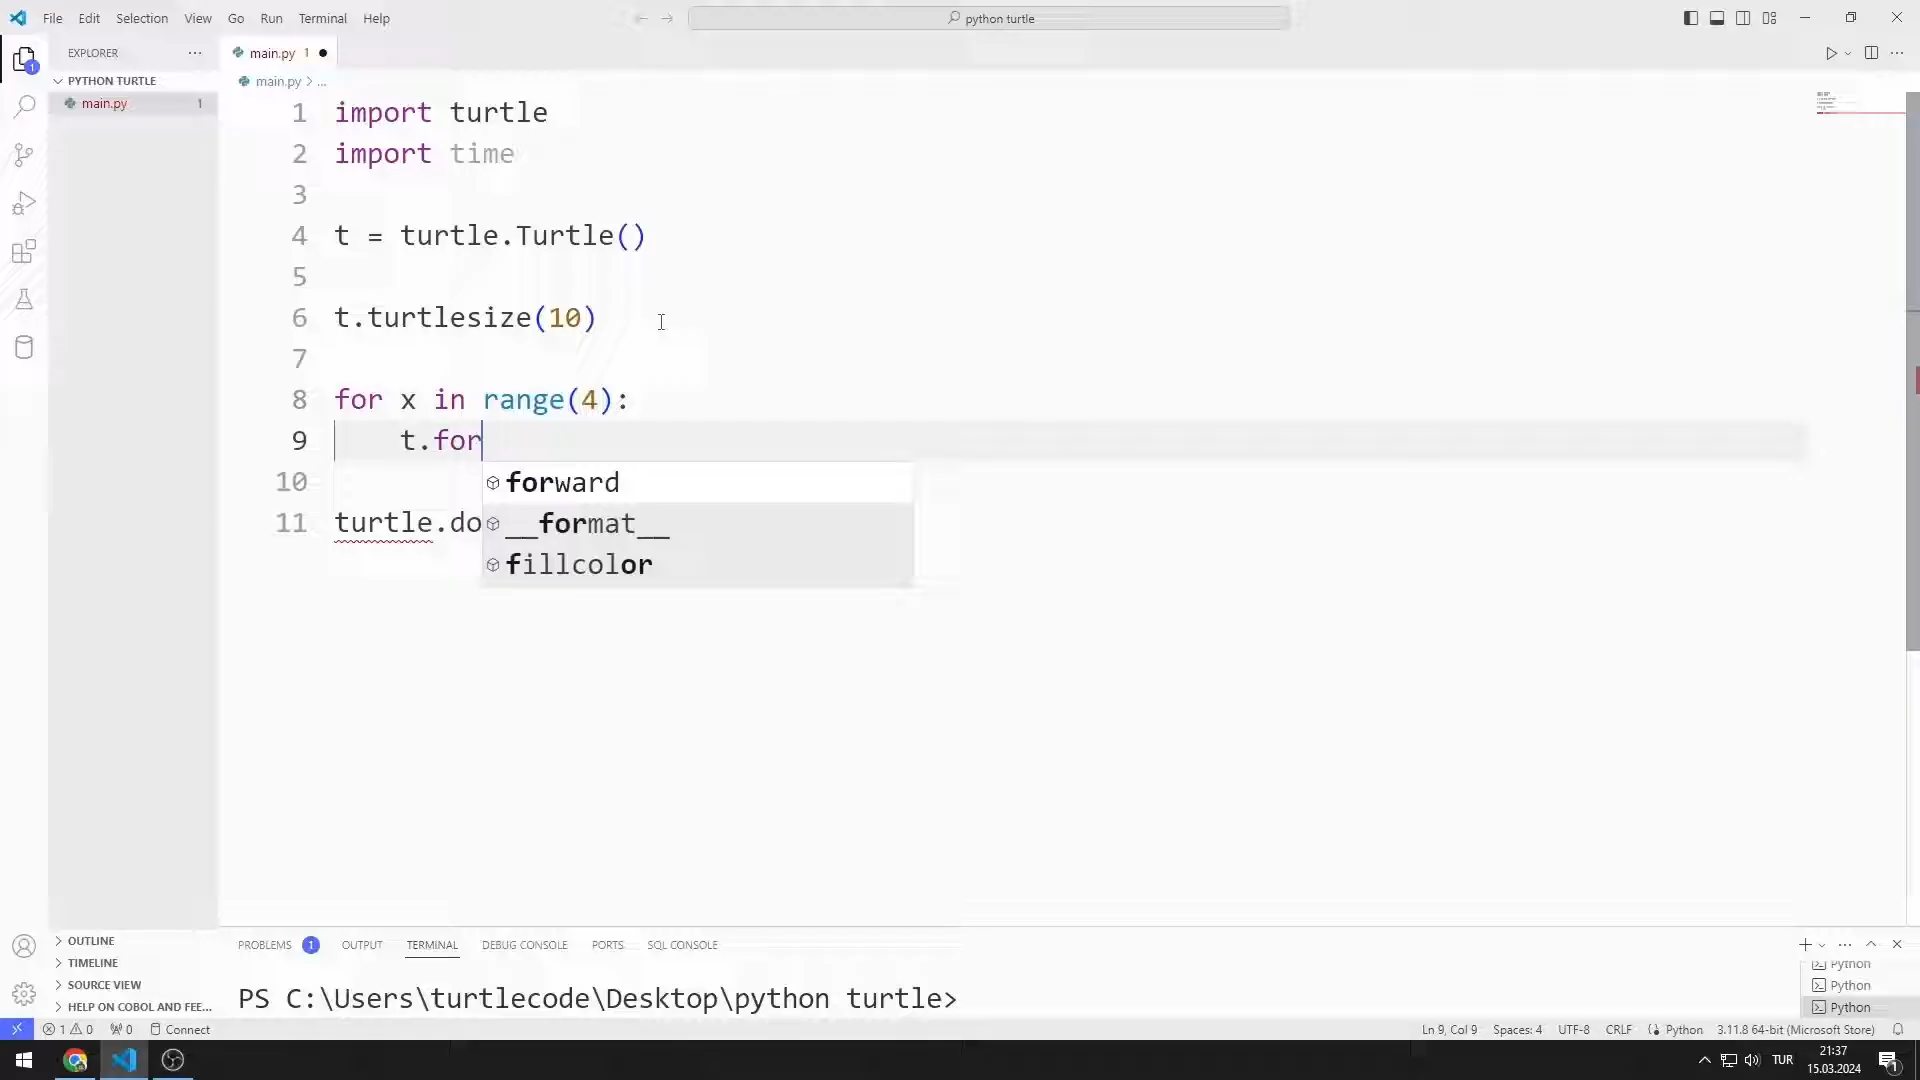 File Edit Selection View Go Run Terminal Help
python turtle
EXPLORER
main.py 1
PYTHON TURTLE
main.py > ...
main.py 1
1 import turtle
2 import time
3
4 t = turtle.Turtle()
5
6 t.turtlesize(10)
7
8 for x in range(4):
9 t.for
10
forward
11 turtle.do
__format__
fillcolor
1
OUTLINE
TIMELINE
SOURCE VIEW
HELP ON COBOL AND FEE...
PROBLEMS 1 OUTPUT TERMINAL DEBUG CONSOLE PORTS SQL CONSOLE
PS C:\Users\turtlecode\Desktop\python turtle>
Python
Python
Python
1 0 0 Connect
Ln 9, Col 9 Spaces: 4 UTF-8 CRLF Python 3.11.8 64-bit (Microsoft Store)
TUR
21:37
15.03.2024
1